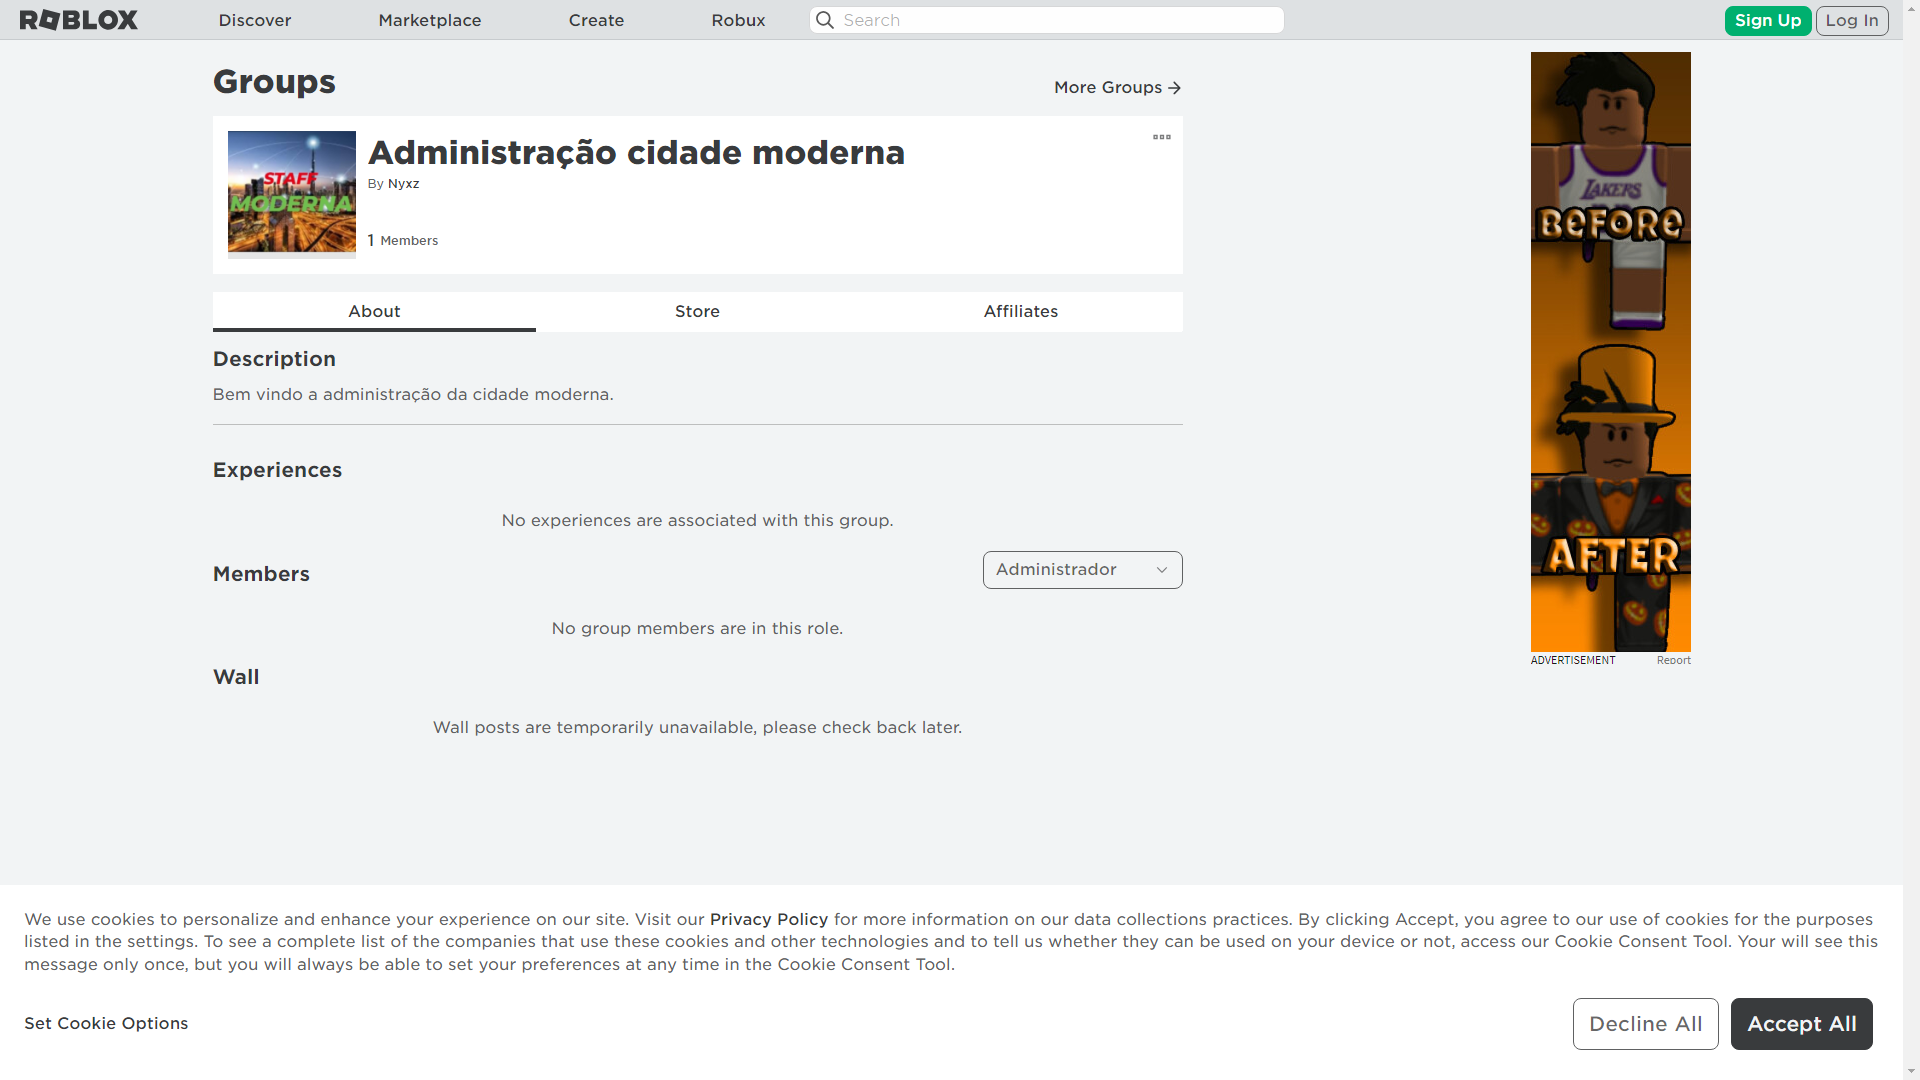 ROBLOX
Discover
Marketplace
Create
Robux
Search
Sign Up
Log In
Groups
More Groups
STAFF
MODERNA
Administração cidade moderna
By Nyxz
1 Members
About
Store
Affiliates
Description
Bem vindo a administração da cidade moderna.
Experiences
No experiences are associated with this group.
Members
Administrador
No group members are in this role.
Wall
Wall posts are temporarily unavailable, please check back later.
LAKERS
BEFORE
AFTER
ADVERTISEMENT
Report
We use cookies to personalize and enhance your experience on our site. Visit our Privacy Policy for more information on our data collections practices. By clicking Accept, you agree to our use of cookies for the purposes
listed in the settings. To see a complete list of the companies that use these cookies and other technologies and to tell us whether they can be used on your device or not, access our Cookie Consent Tool. Your will see this
message only once, but you will always be able to set your preferences at any time in the Cookie Consent Tool.
Set Cookie Options
Decline All
Accept All